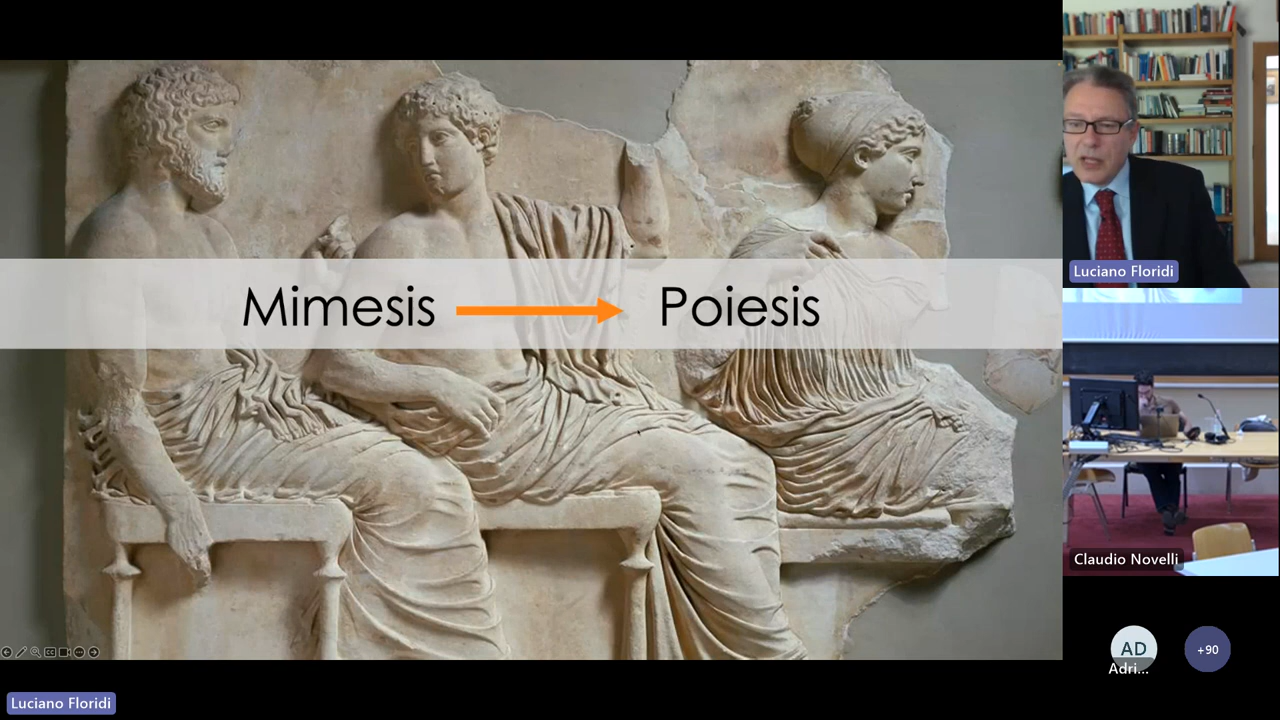 Mimesis Poiesis
Luciano Floridi
Claudio Novelli
AD
Adri...
+90
Luciano Floridi